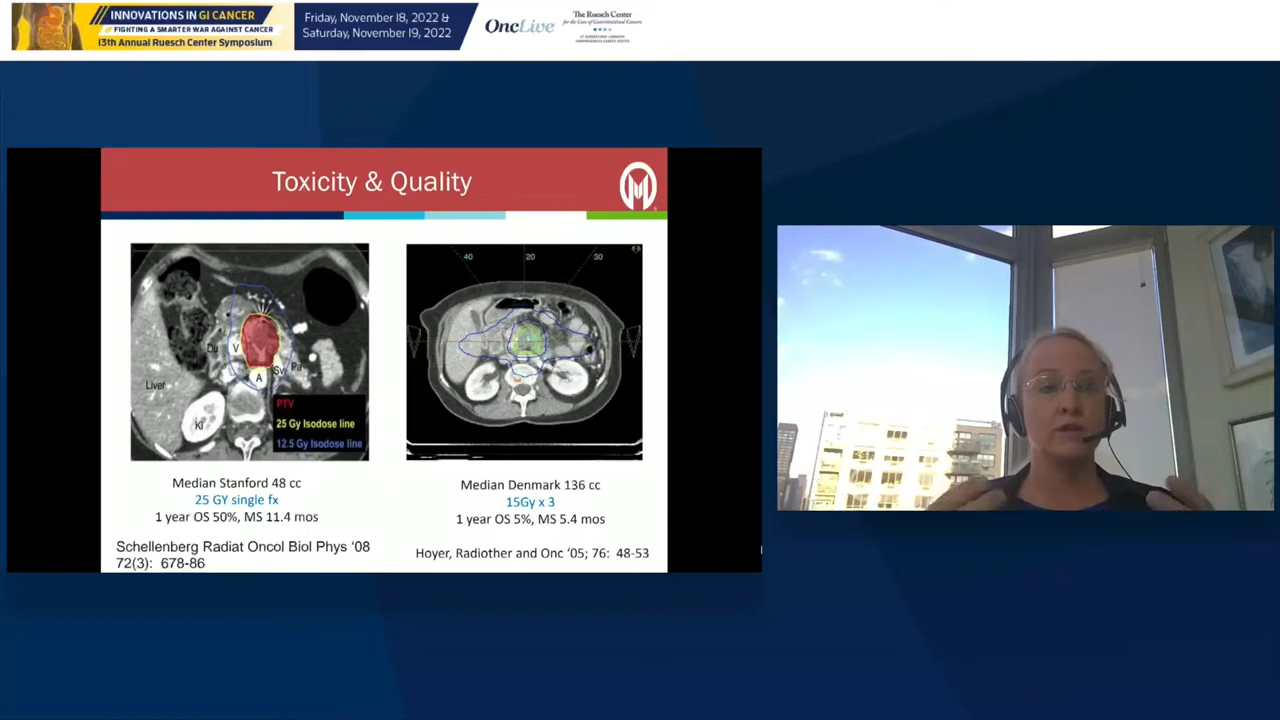 INNOVATIONS IN GI CANCER
FIGHTING A SMARTER WAR AGAINST CANCER
13th Annual Ruesch Center Symposium
Friday, November 18, 2022 &
Saturday, November 19, 2022
OncLive
The Ruesch Center
for the Cure of Gastrointestinal Cancers
Toxicity & Quality
Du
V
A
Sv
Pa
Liver
KI
PTV
25 Gy Isodose line
12.5 Gy Isodose line
40
20
30
Median Stanford 48 cc
25 GY single fx
1 year OS 50%, MS 11.4 mos
Schellenberg Radiat Oncol Biol Phys '08
72(3): 678-86
Median Denmark 136 cc
15Gy x 3
1 year OS 5%, MS 5.4 mos
Hoyer, Radiother and Onc '05; 76: 48-53